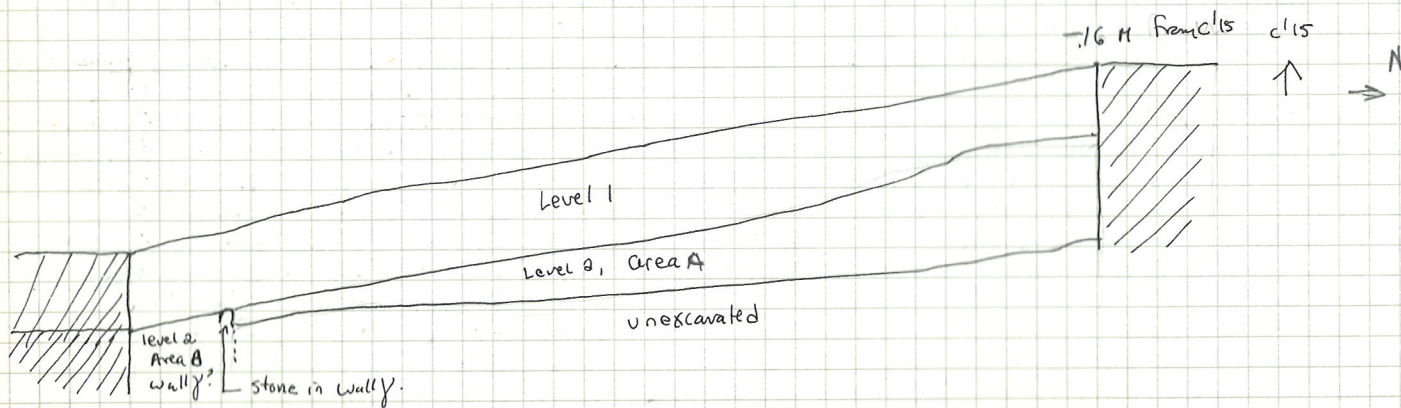 -.16 M from C'15
C'15
N
Level 1
Level 2, area A
unexcavated
level 2
Area B
wall y?
stone in wall y.